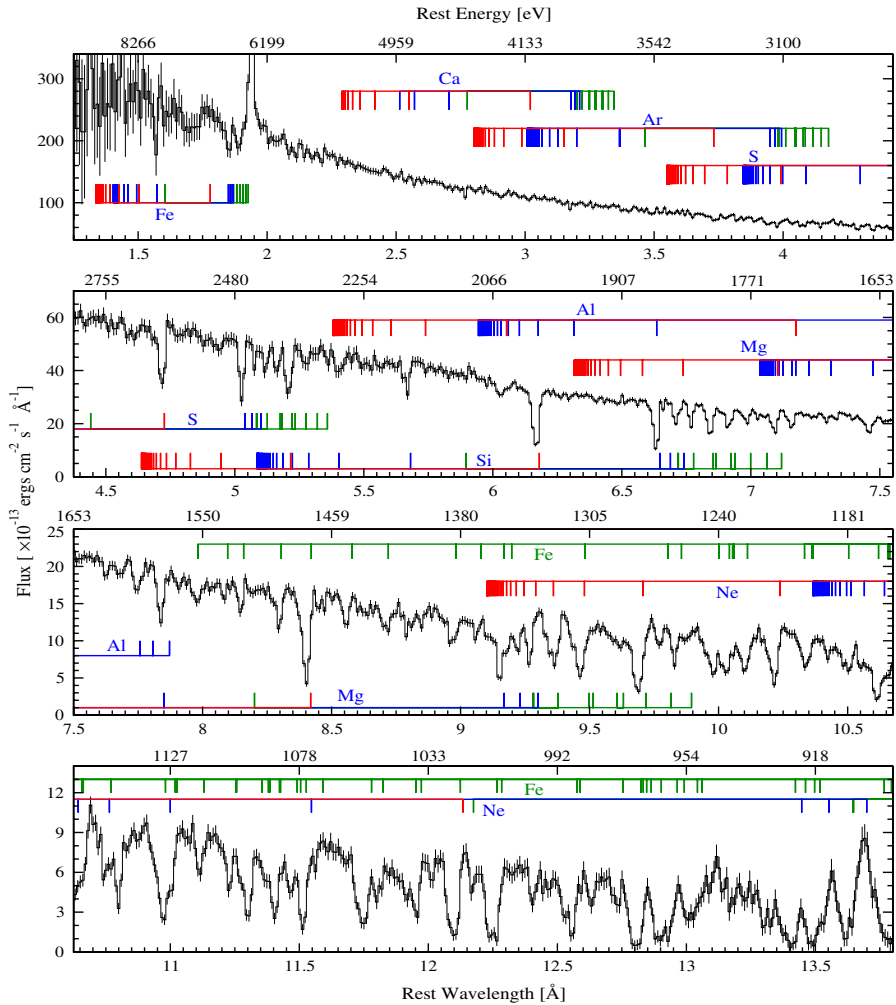 Rest Energy [eV]
8266 6199 4959 4133 3542 3100
300
200
100
Ca
Ar
S
Fe
1.5 2 2.5 3 3.5 4
2755 2480 2254 2066 1907 1771 1653
60
40
20
0
Al
Mg
S
Si
4.5 5 5.5 6 6.5 7 7.5
1653 1550 1459 1380 1305 1240 1181
25
20
15
10
5
0
Fe
Ne
Al
Mg
7.5 8 8.5 9 9.5 10 10.5
1127 1078 1033 992 954 918
12
9
6
3
0
Fe
Ne
11 11.5 12 12.5 13 13.5
Rest Wavelength [Å]
Flux [ ×10⁻¹³ ergs cm⁻² s⁻¹ Å⁻¹]